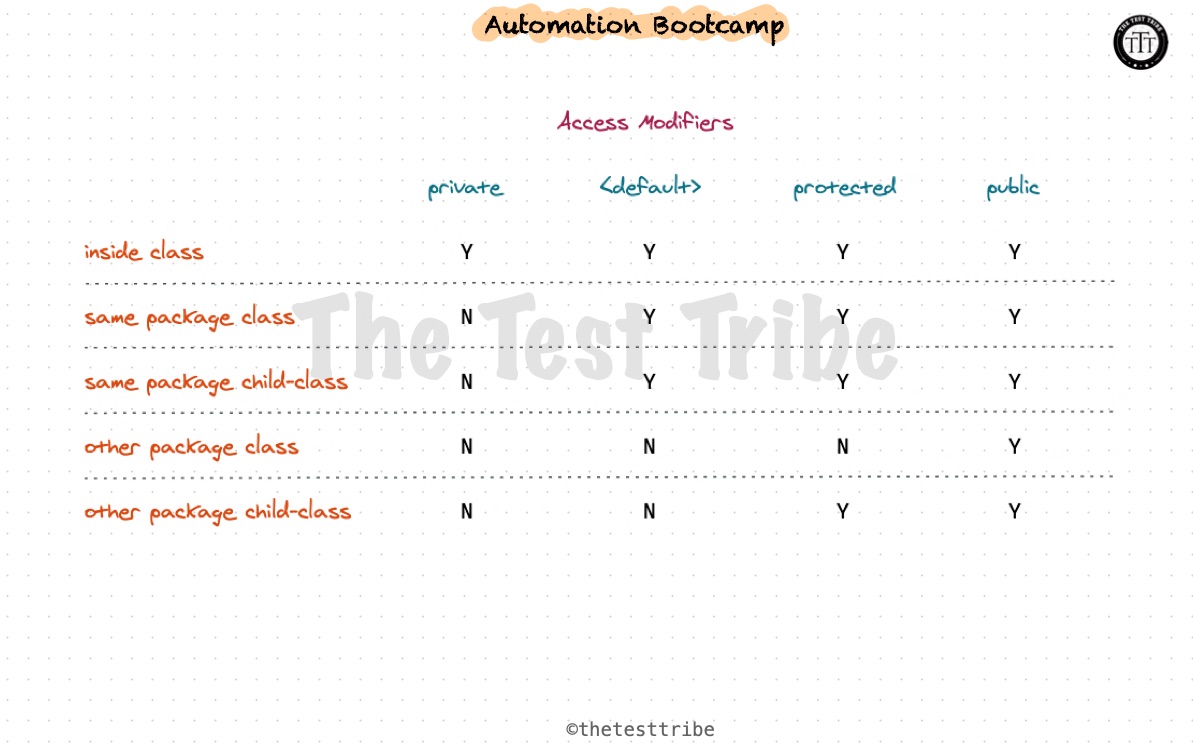 Automation Bootcamp
THE TEST TRIBE
TTT
Access Modifiers
private <default> protected public
inside class Y Y Y Y
same package class N Y Y Y
same package child-class N Y Y Y
other package class N N N Y
other package child-class N N Y Y
The Test Tribe
©thetesttribe